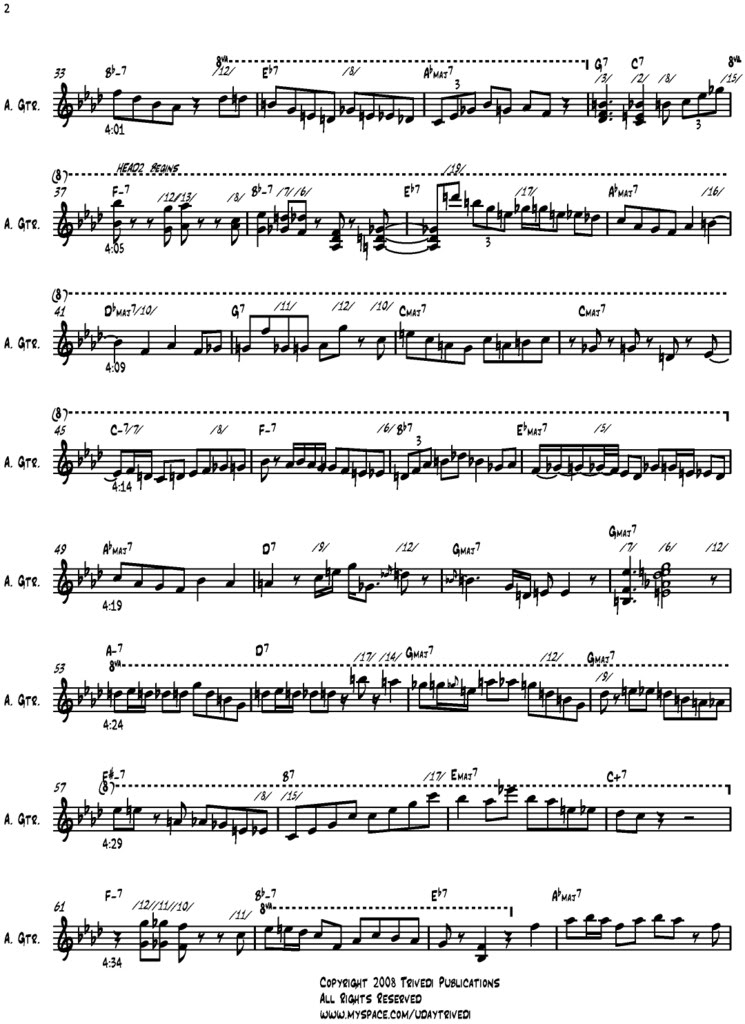 2
33 B♭-7 8va /12/ E♭7 /8/ A♭maj7 3 G7 /3/ C7 /2/ /8/ 3 8va /15/
A. Gtr.
4:01
(8)
37 HEAD2 BEGINS
F-7 /12//13/ /8/ B♭-7 /7/ /6/ E♭7 /19/ 3 /17/ A♭maj7 /16/
A. Gtr.
4:05
(8)
41 D♭maj7/10/ G7 /11/ /12/ /10/ Cmaj7 Cmaj7
A. Gtr.
4:09
(8)
45 C-7/7/ /8/ F-7 /6/ B♭7 3 E♭maj7 /5/
A. Gtr.
4:14
49 A♭maj7 D7 /9/ /12/ Gmaj7 Gmaj7 /7/ /6/ /12/
A. Gtr.
4:19
53 A-7 8va D7 /17/ /14/ Gmaj7 /12/ Gmaj7 /9/
A. Gtr.
4:24
57 F#-7 (8) /8/ B7 /15/ /17/ Emaj7 C+7
A. Gtr.
4:29
61 F-7 /12//11//10/ /11/ B♭-7 8va E♭7 A♭maj7
A. Gtr.
4:34
Copyright 2008 Trivedi Publications
All Rights Reserved
www.myspace.com/udaytrivedi